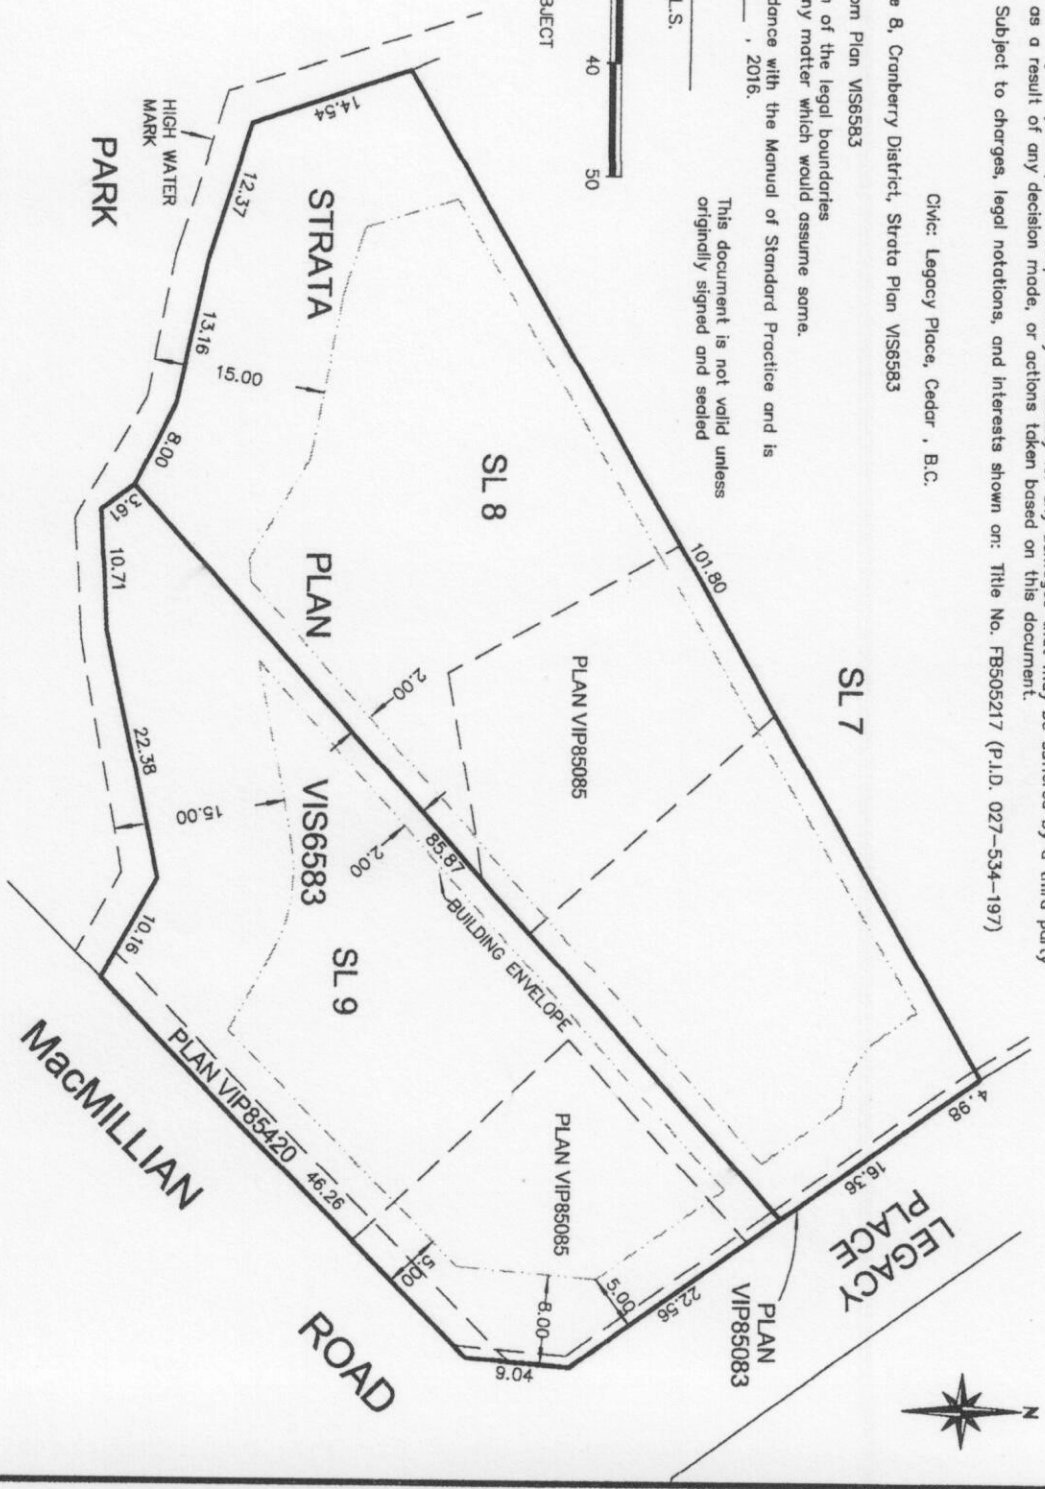 as a result of any decision made, or actions taken based on this document.
Subject to charges, legal notations, and interests shown on: Title No. FB505217 (P.I.D. 027-534-197)
Civic: Legacy Place, Cedar , B.C.
8, Cranberry District, Strata Plan VIS6583
Plan VIS6583
of the legal boundaries
matter which would assume same.
with the Manual of Standard Practice and is
, 2016.
This document is not valid unless
originally signed and sealed
L.S.
40
50
SL 7
101.80
SL 8
PLAN VIP85085
STRATA
PLAN
VIS6583
SL 9
PLAN VIP85085
BUILDING ENVELOPE
85.87
2.00
2.00
14.54
12.37
13.16
8.00
3.61
10.71
22.38
10.16
15.00
15.00
HIGH WATER
MARK
PARK
PLAN VIP85420
46.26
5.00
9.04
8.00
5.00
22.56
16.36
4.98
LEGACY
PLACE
PLAN
VIP85083
MacMILLIAN
ROAD
N